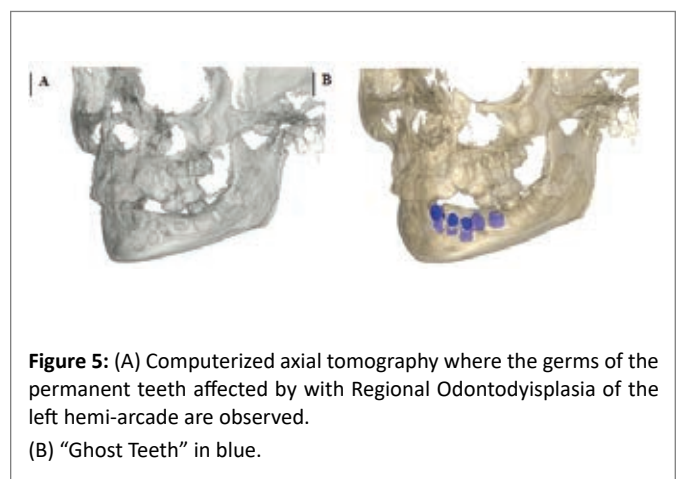 A
B
Figure 5: (A) Computerized axial tomography where the germs of the
permanent teeth affected by with Regional Odontodyisplasia of the
left hemi-arcade are observed.
(B) “Ghost Teeth” in blue.